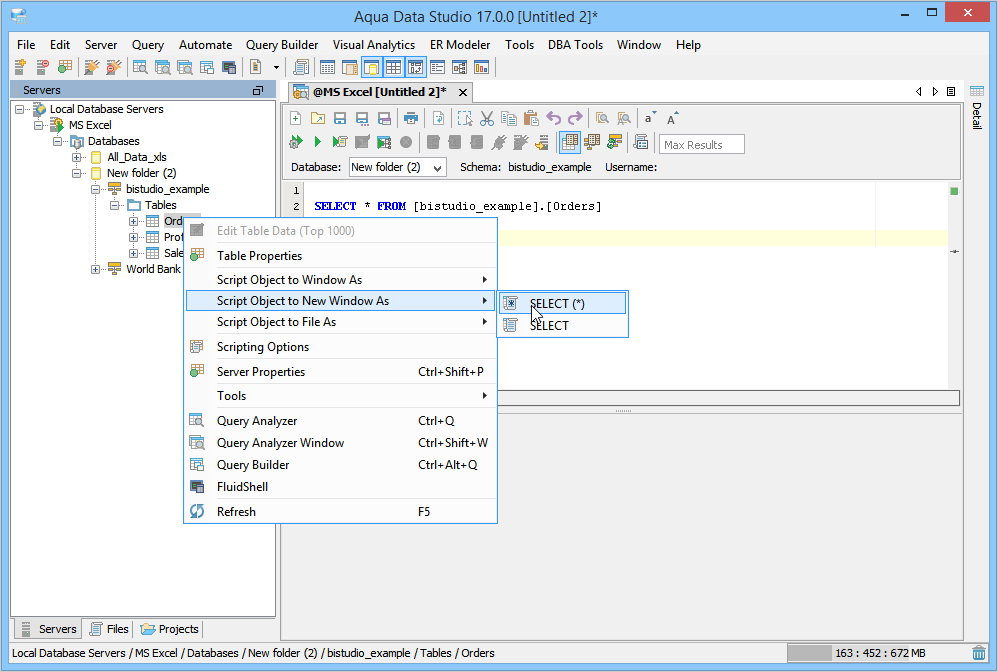 Aqua Data Studio 17.0.0 [Untitled 2]*
File Edit Server Query Automate Query Builder Visual Analytics ER Modeler Tools DBA Tools Window Help
Servers
Local Database Servers
MS Excel
Databases
All_Data_xls
New folder (2)
bistudio_example
Tables
Ord
Prof
Sale
World Bank
@MS Excel [Untitled 2]*
Detail
Max Results
Database: New folder (2) Schema: bistudio_example Username:
1
2 SELECT * FROM [bistudio_example].[Orders]
Edit Table Data (Top 1000)
Table Properties
Script Object to Window As
Script Object to New Window As
Script Object to File As
Scripting Options
Server Properties Ctrl+Shift+P
Tools
Query Analyzer Ctrl+Q
Query Analyzer Window Ctrl+Shift+W
Query Builder Ctrl+Alt+Q
FluidShell
Refresh F5
SELECT (*)
SELECT
Servers Files Projects
Local Database Servers / MS Excel / Databases / New folder (2) / bistudio_example / Tables / Orders
163 : 452 : 672 MB